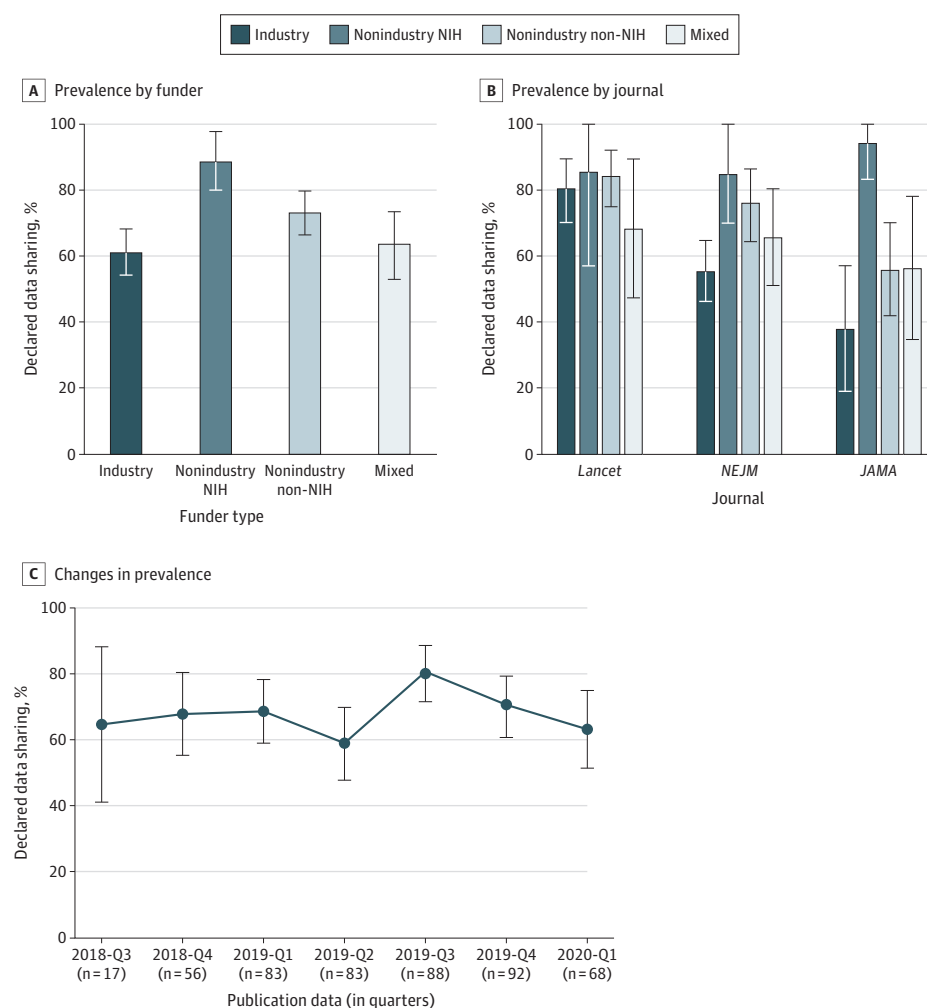 Industry Nonindustry NIH Nonindustry non-NIH Mixed
A Prevalence by funder
100
80
60
40
20
0
Declared data sharing, %
Industry Nonindustry NIH Nonindustry non-NIH Mixed
Funder type
B Prevalence by journal
100
80
60
40
20
0
Declared data sharing, %
Lancet NEJM JAMA
Journal
C Changes in prevalence
100
80
60
40
20
0
Declared data sharing, %
2018-Q3 2018-Q4 2019-Q1 2019-Q2 2019-Q3 2019-Q4 2020-Q1
(n=17) (n=56) (n=83) (n=83) (n=88) (n=92) (n=68)
Publication data (in quarters)